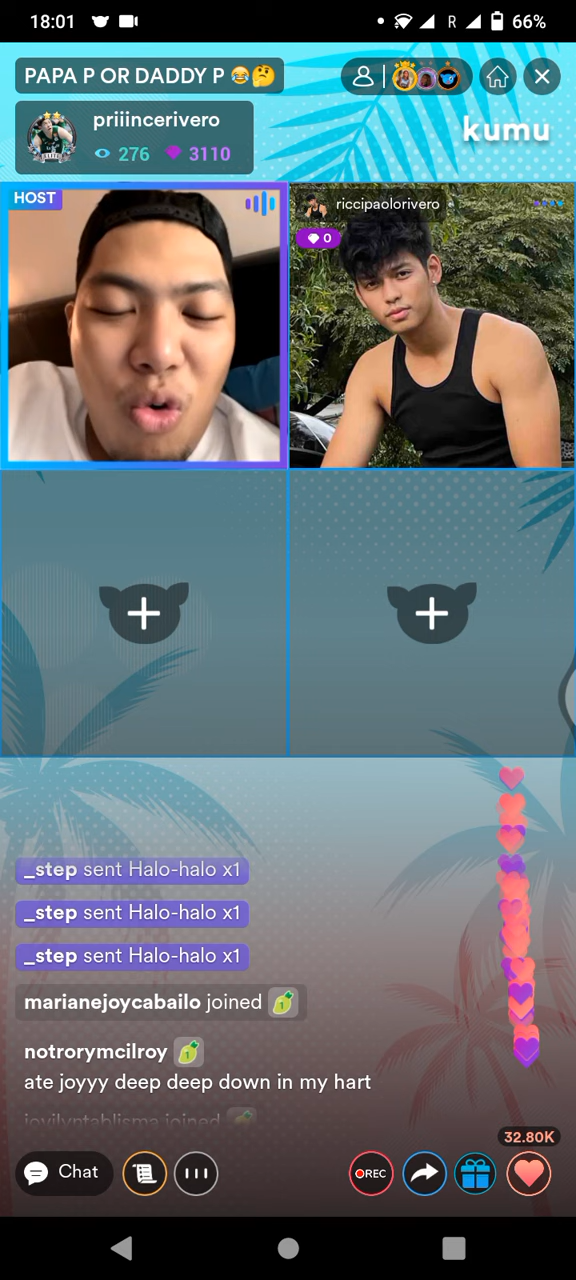 18:01
R
66%
PAPA P OR DADDY P 😂🤔
priiincerivero
276
3110
kumu
HOST
riccipaolorivero
0
_step sent Halo-halo x1
_step sent Halo-halo x1
_step sent Halo-halo x1
marianejoycabailo joined 1
notrorymcilroy 1
ate joyyy deep deep down in my hart
32.80K
Chat
REC